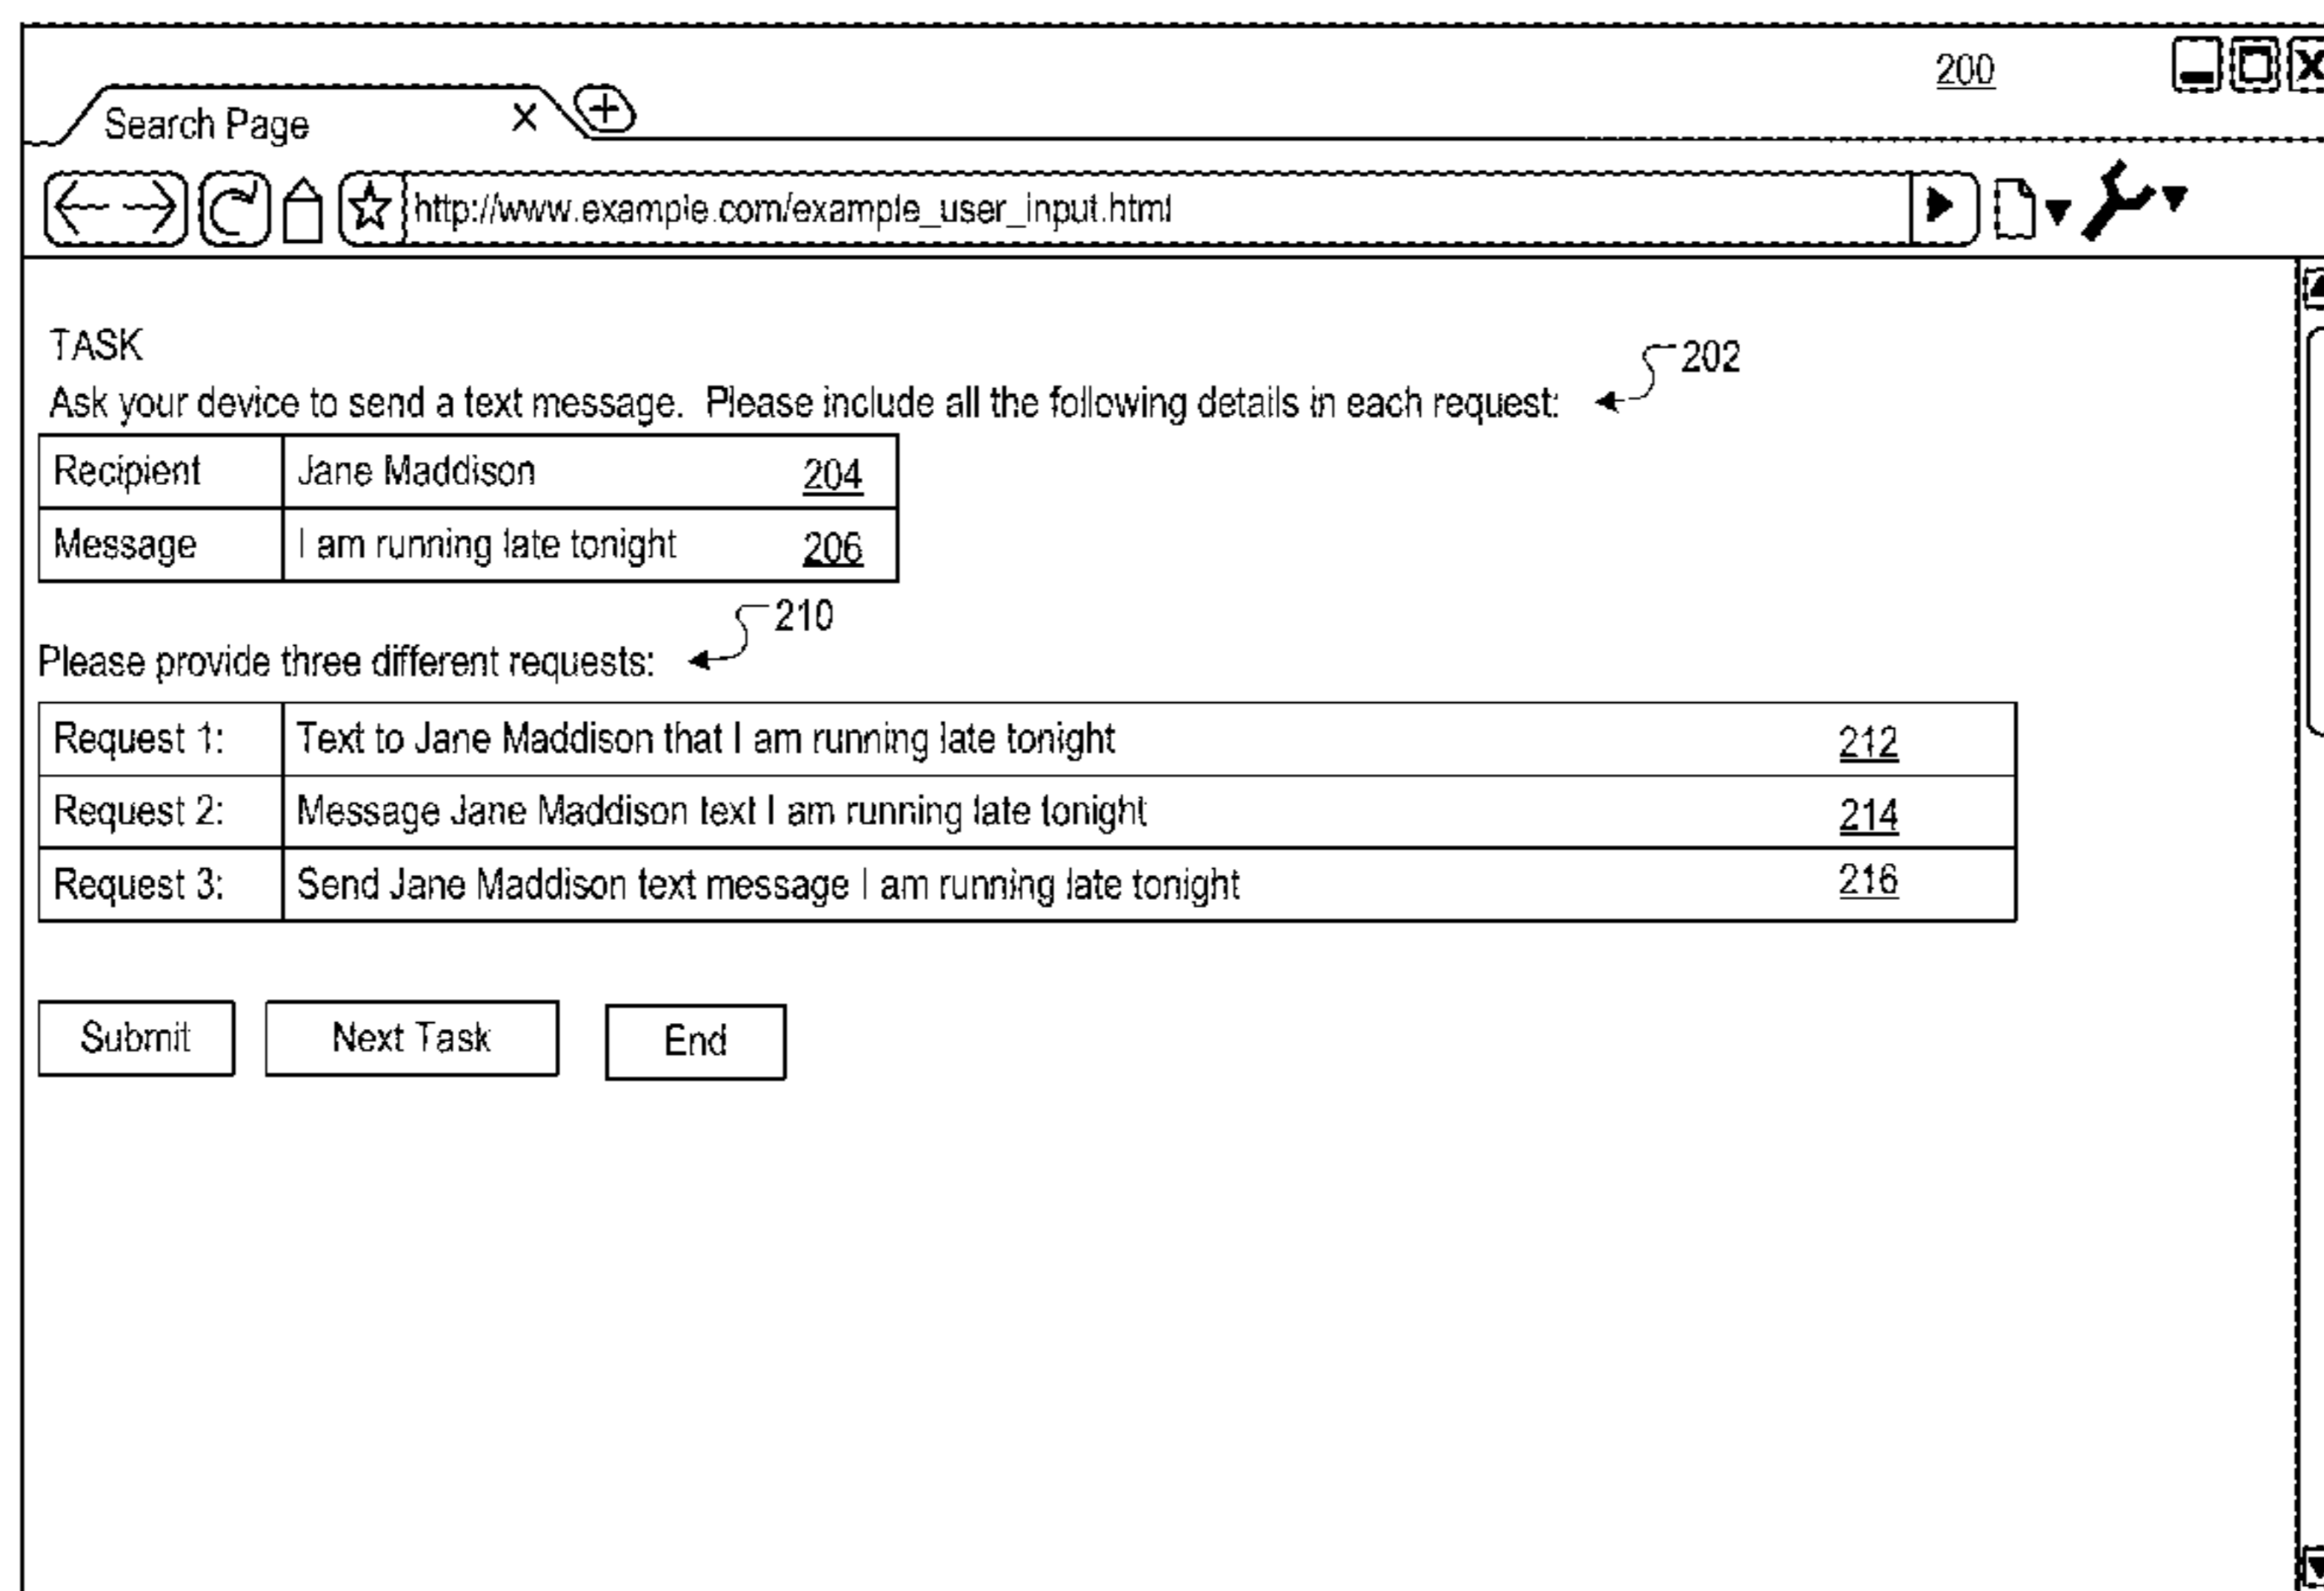 200
Search Page
http://www.example.com/example_user_input.html
TASK
202
Ask your device to send a text message. Please include all the following details in each request:
Recipient Jane Maddison 204
Message I am running late tonight 206
210
Please provide three different requests:
Request 1: Text to Jane Maddison that I am running late tonight 212
Request 2: Message Jane Maddison text I am running late tonight 214
Request 3: Send Jane Maddison text message I am running late tonight 216
Submit Next Task End